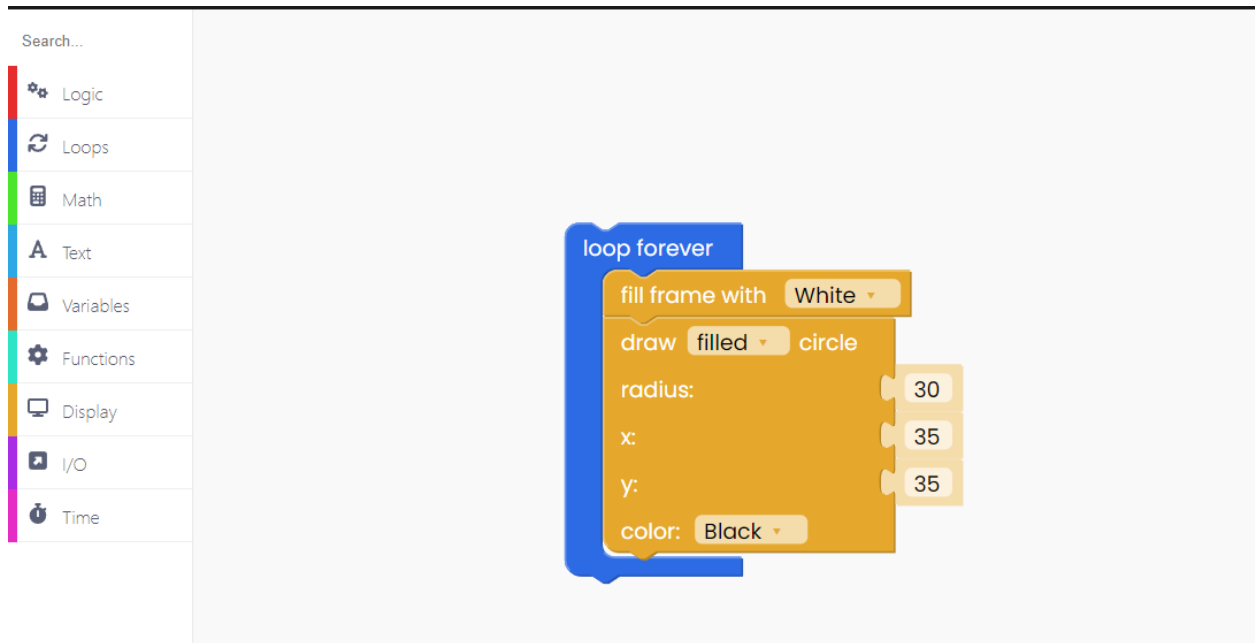 Search...
Logic
Loops
Math
Text
Variables
Functions
Display
I/O
Time
loop forever
fill frame with White
draw filled circle
radius: 30
x: 35
y: 35
color: Black